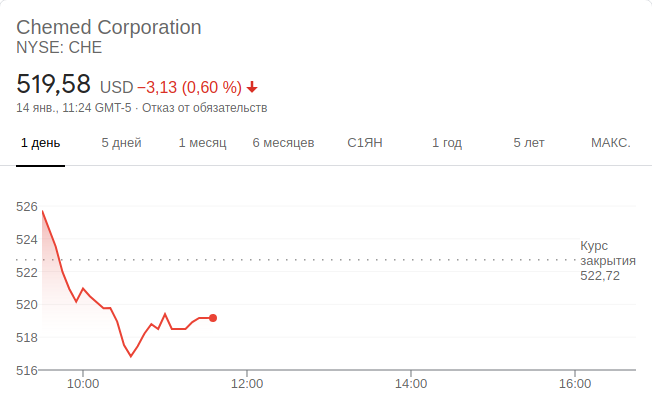 Chemed Corporation
NYSE: CHE
519,58 USD −3,13 (0,60 %)
14 янв., 11:24 GMT-5 · Отказ от обязательств
1 день 5 дней 1 месяц 6 месяцев С1ЯН 1 год 5 лет МАКС.
526
524
522
520
518
516
Курс
закрытия
522,72
10:00 12:00 14:00 16:00